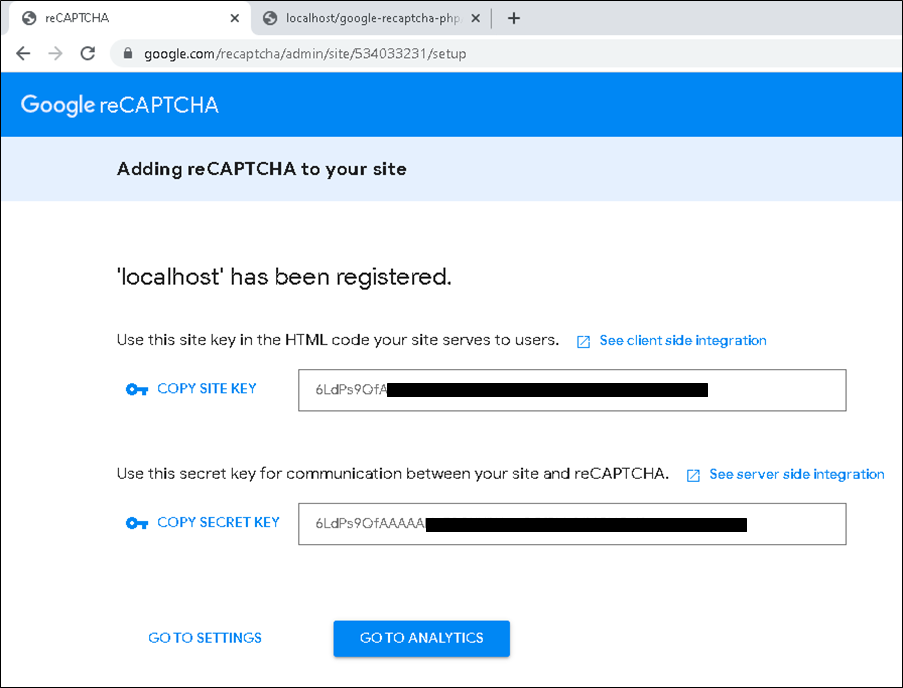 reCAPTCHA
localhost/google-recaptcha-php
google.com/recaptcha/admin/site/534033231/setup
Google reCAPTCHA
Adding reCAPTCHA to your site
'localhost' has been registered.
Use this site key in the HTML code your site serves to users. See client side integration
COPY SITE KEY 6LdPs9OfA
Use this secret key for communication between your site and reCAPTCHA. See server side integration
COPY SECRET KEY 6LdPs9OfAAAAA
GO TO SETTINGS GO TO ANALYTICS